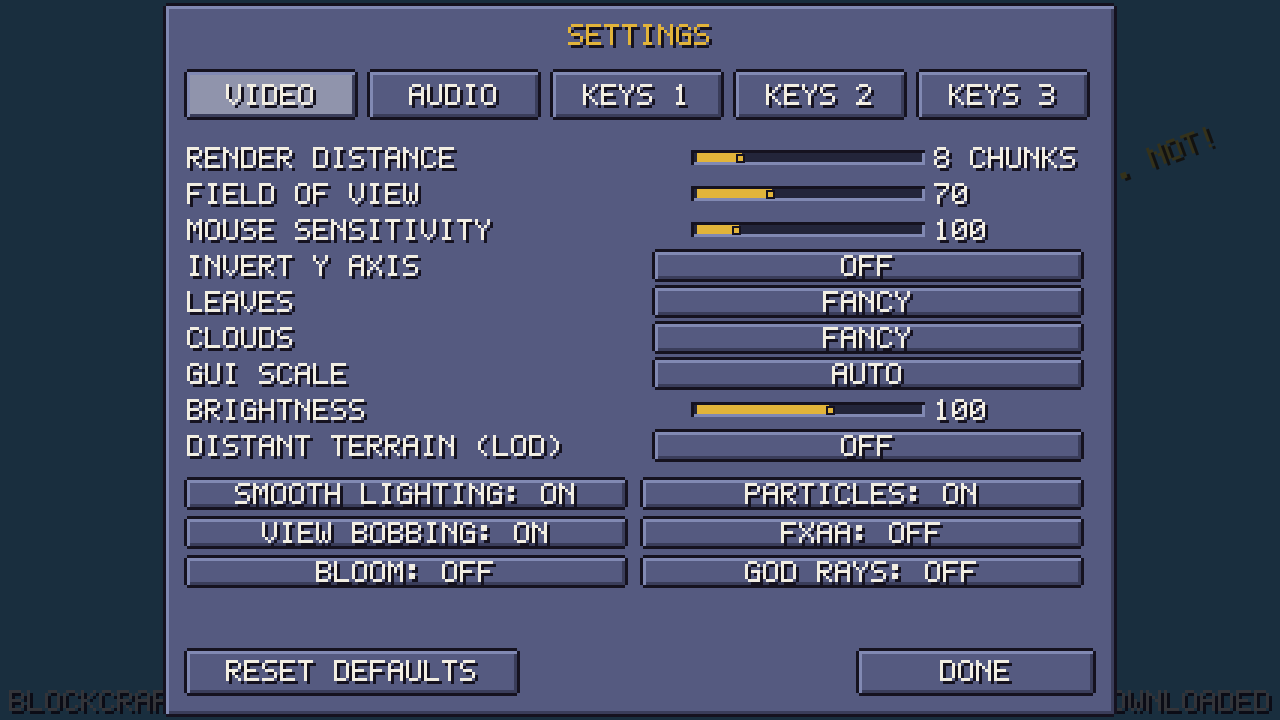 SETTINGS
VIDEO AUDIO KEYS 1 KEYS 2 KEYS 3
RENDER DISTANCE 8 CHUNKS
. NOT!
FIELD OF VIEW 70
MOUSE SENSITIVITY 100
INVERT Y AXIS OFF
LEAVES FANCY
CLOUDS FANCY
GUI SCALE AUTO
BRIGHTNESS 100
DISTANT TERRAIN (LOD) OFF
SMOOTH LIGHTING: ON PARTICLES: ON
VIEW BOBBING: ON FXAA: OFF
BLOOM: OFF GOD RAYS: OFF
RESET DEFAULTS DONE